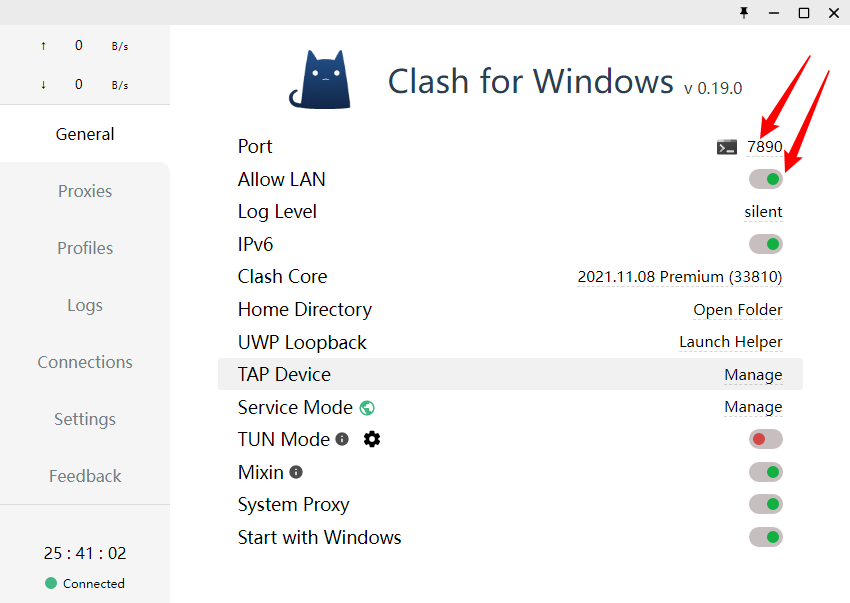 ↑ 0 B/s
↓ 0 B/s
General
Proxies
Profiles
Logs
Connections
Settings
Feedback
25 : 41 : 02
Connected
Clash for Windows v 0.19.0
Port 7890
Allow LAN
Log Level silent
IPv6
Clash Core 2021.11.08 Premium (33810)
Home Directory Open Folder
UWP Loopback Launch Helper
TAP Device Manage
Service Mode Manage
TUN Mode
Mixin
System Proxy
Start with Windows